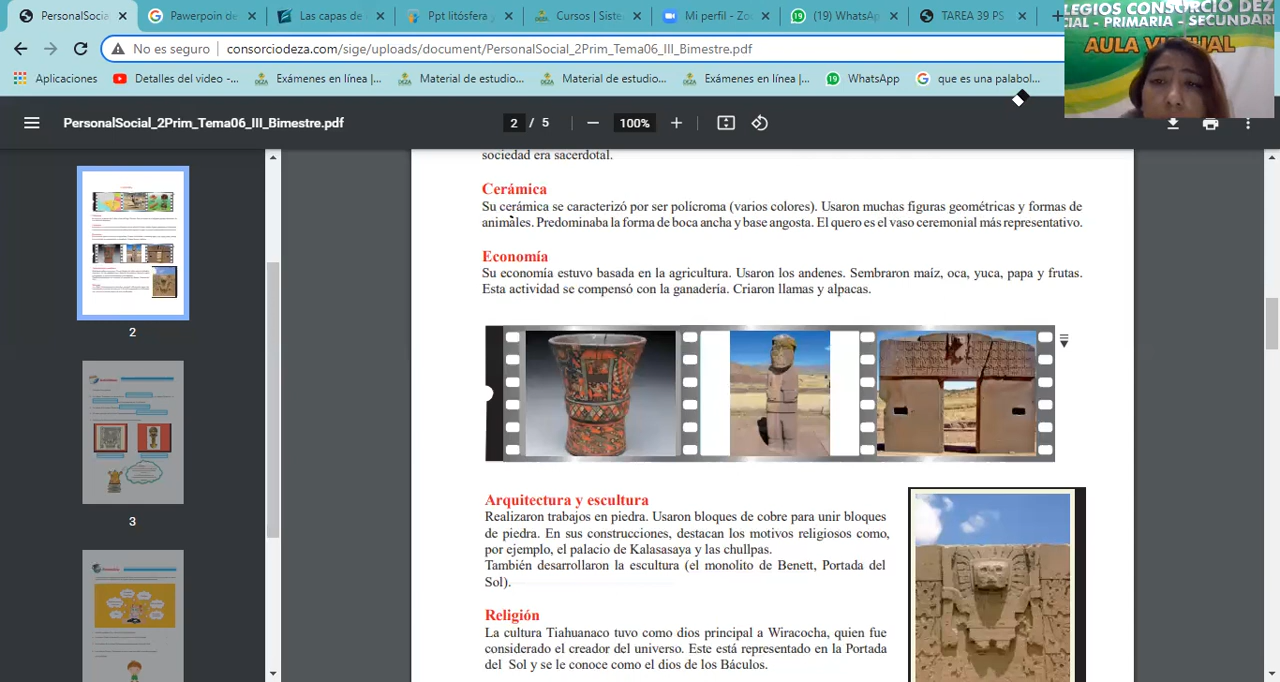 PersonalSocial
Pawerpoin de
Las capas de
Ppt litósfera y
Cursos | Siste
Mi perfil - Zo
(19) WhatsApp
TAREA 39 PS
No es seguro
consorciodeza.com/sige/uploads/document/PersonalSocial_2Prim_Tema06_III_Bimestre.pdf
LEGIOS CONSORCIO DEZ
CIAL - PRIMARIA - SECUNDARI
AULA VIRTUAL
Aplicaciones
Detalles del video -...
Exámenes en línea |...
Material de estudio...
Material de estudio...
Exámenes en línea |...
WhatsApp
que es una palabol...
PersonalSocial_2Prim_Tema06_III_Bimestre.pdf
2 / 5
100%
2
3
sociedad era sacerdotal.
Cerámica
Su cerámica se caracterizó por ser polícroma (varios colores). Usaron muchas figuras geométricas y formas de
animales. Predominaba la forma de boca ancha y base angosta. El quero es el vaso ceremonial más representativo.
Economía
Su economía estuvo basada en la agricultura. Usaron los andenes. Sembraron maíz, oca, yuca, papa y frutas.
Esta actividad se compensó con la ganadería. Criaron llamas y alpacas.
Arquitectura y escultura
Realizaron trabajos en piedra. Usaron bloques de cobre para unir bloques
de piedra. En sus construcciones, destacan los motivos religiosos como,
por ejemplo, el palacio de Kalasasaya y las chullpas.
También desarrollaron la escultura (el monolito de Benett, Portada del
Sol).
Religión
La cultura Tiahuanaco tuvo como dios principal a Wiracocha, quien fue
considerado el creador del universo. Este está representado en la Portada
del Sol y se le conoce como el dios de los Báculos.